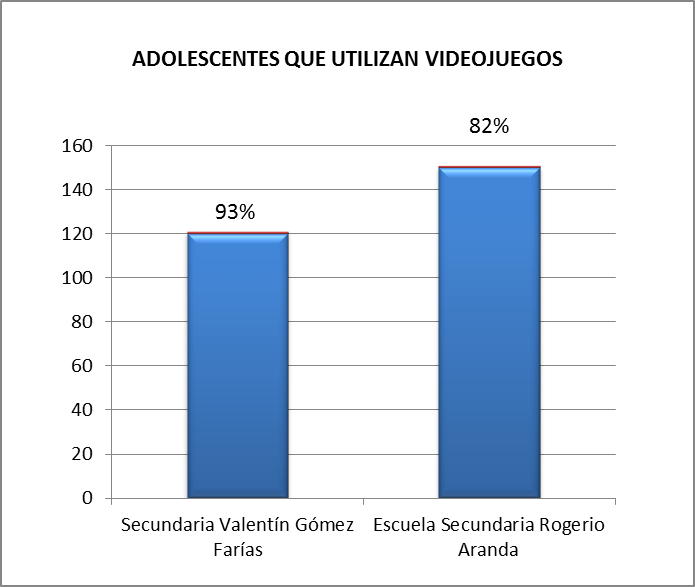 ADOLESCENTES QUE UTILIZAN VIDEOJUEGOS
82%
160
140
93%
120
100
80
60
40
20
0
Secundaria Valentín Gómez
Farías
Escuela Secundaria Rogerio
Aranda